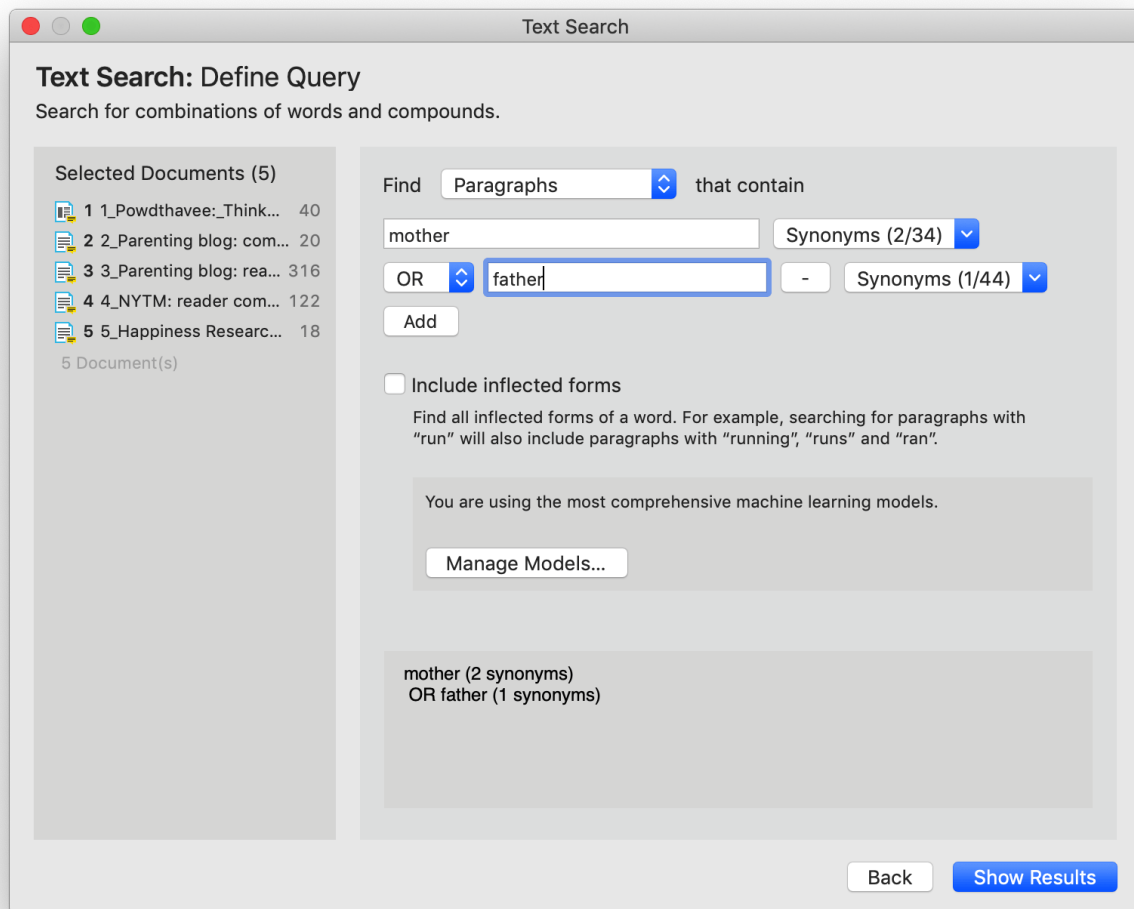 Text Search
Text Search: Define Query
Search for combinations of words and compounds.
Selected Documents (5)
1 1_Powdthavee:_Think... 40
2 2_Parenting blog: com... 20
3 3_Parenting blog: rea... 316
4 4_NYTM: reader com... 122
5 5_Happiness Researc... 18
5 Document(s)
Find Paragraphs that contain
mother Synonyms (2/34)
OR father - Synonyms (1/44)
Add
Include inflected forms
Find all inflected forms of a word. For example, searching for paragraphs with
“run” will also include paragraphs with “running”, “runs” and “ran”.
You are using the most comprehensive machine learning models.
Manage Models...
mother (2 synonyms)
OR father (1 synonyms)
Back Show Results